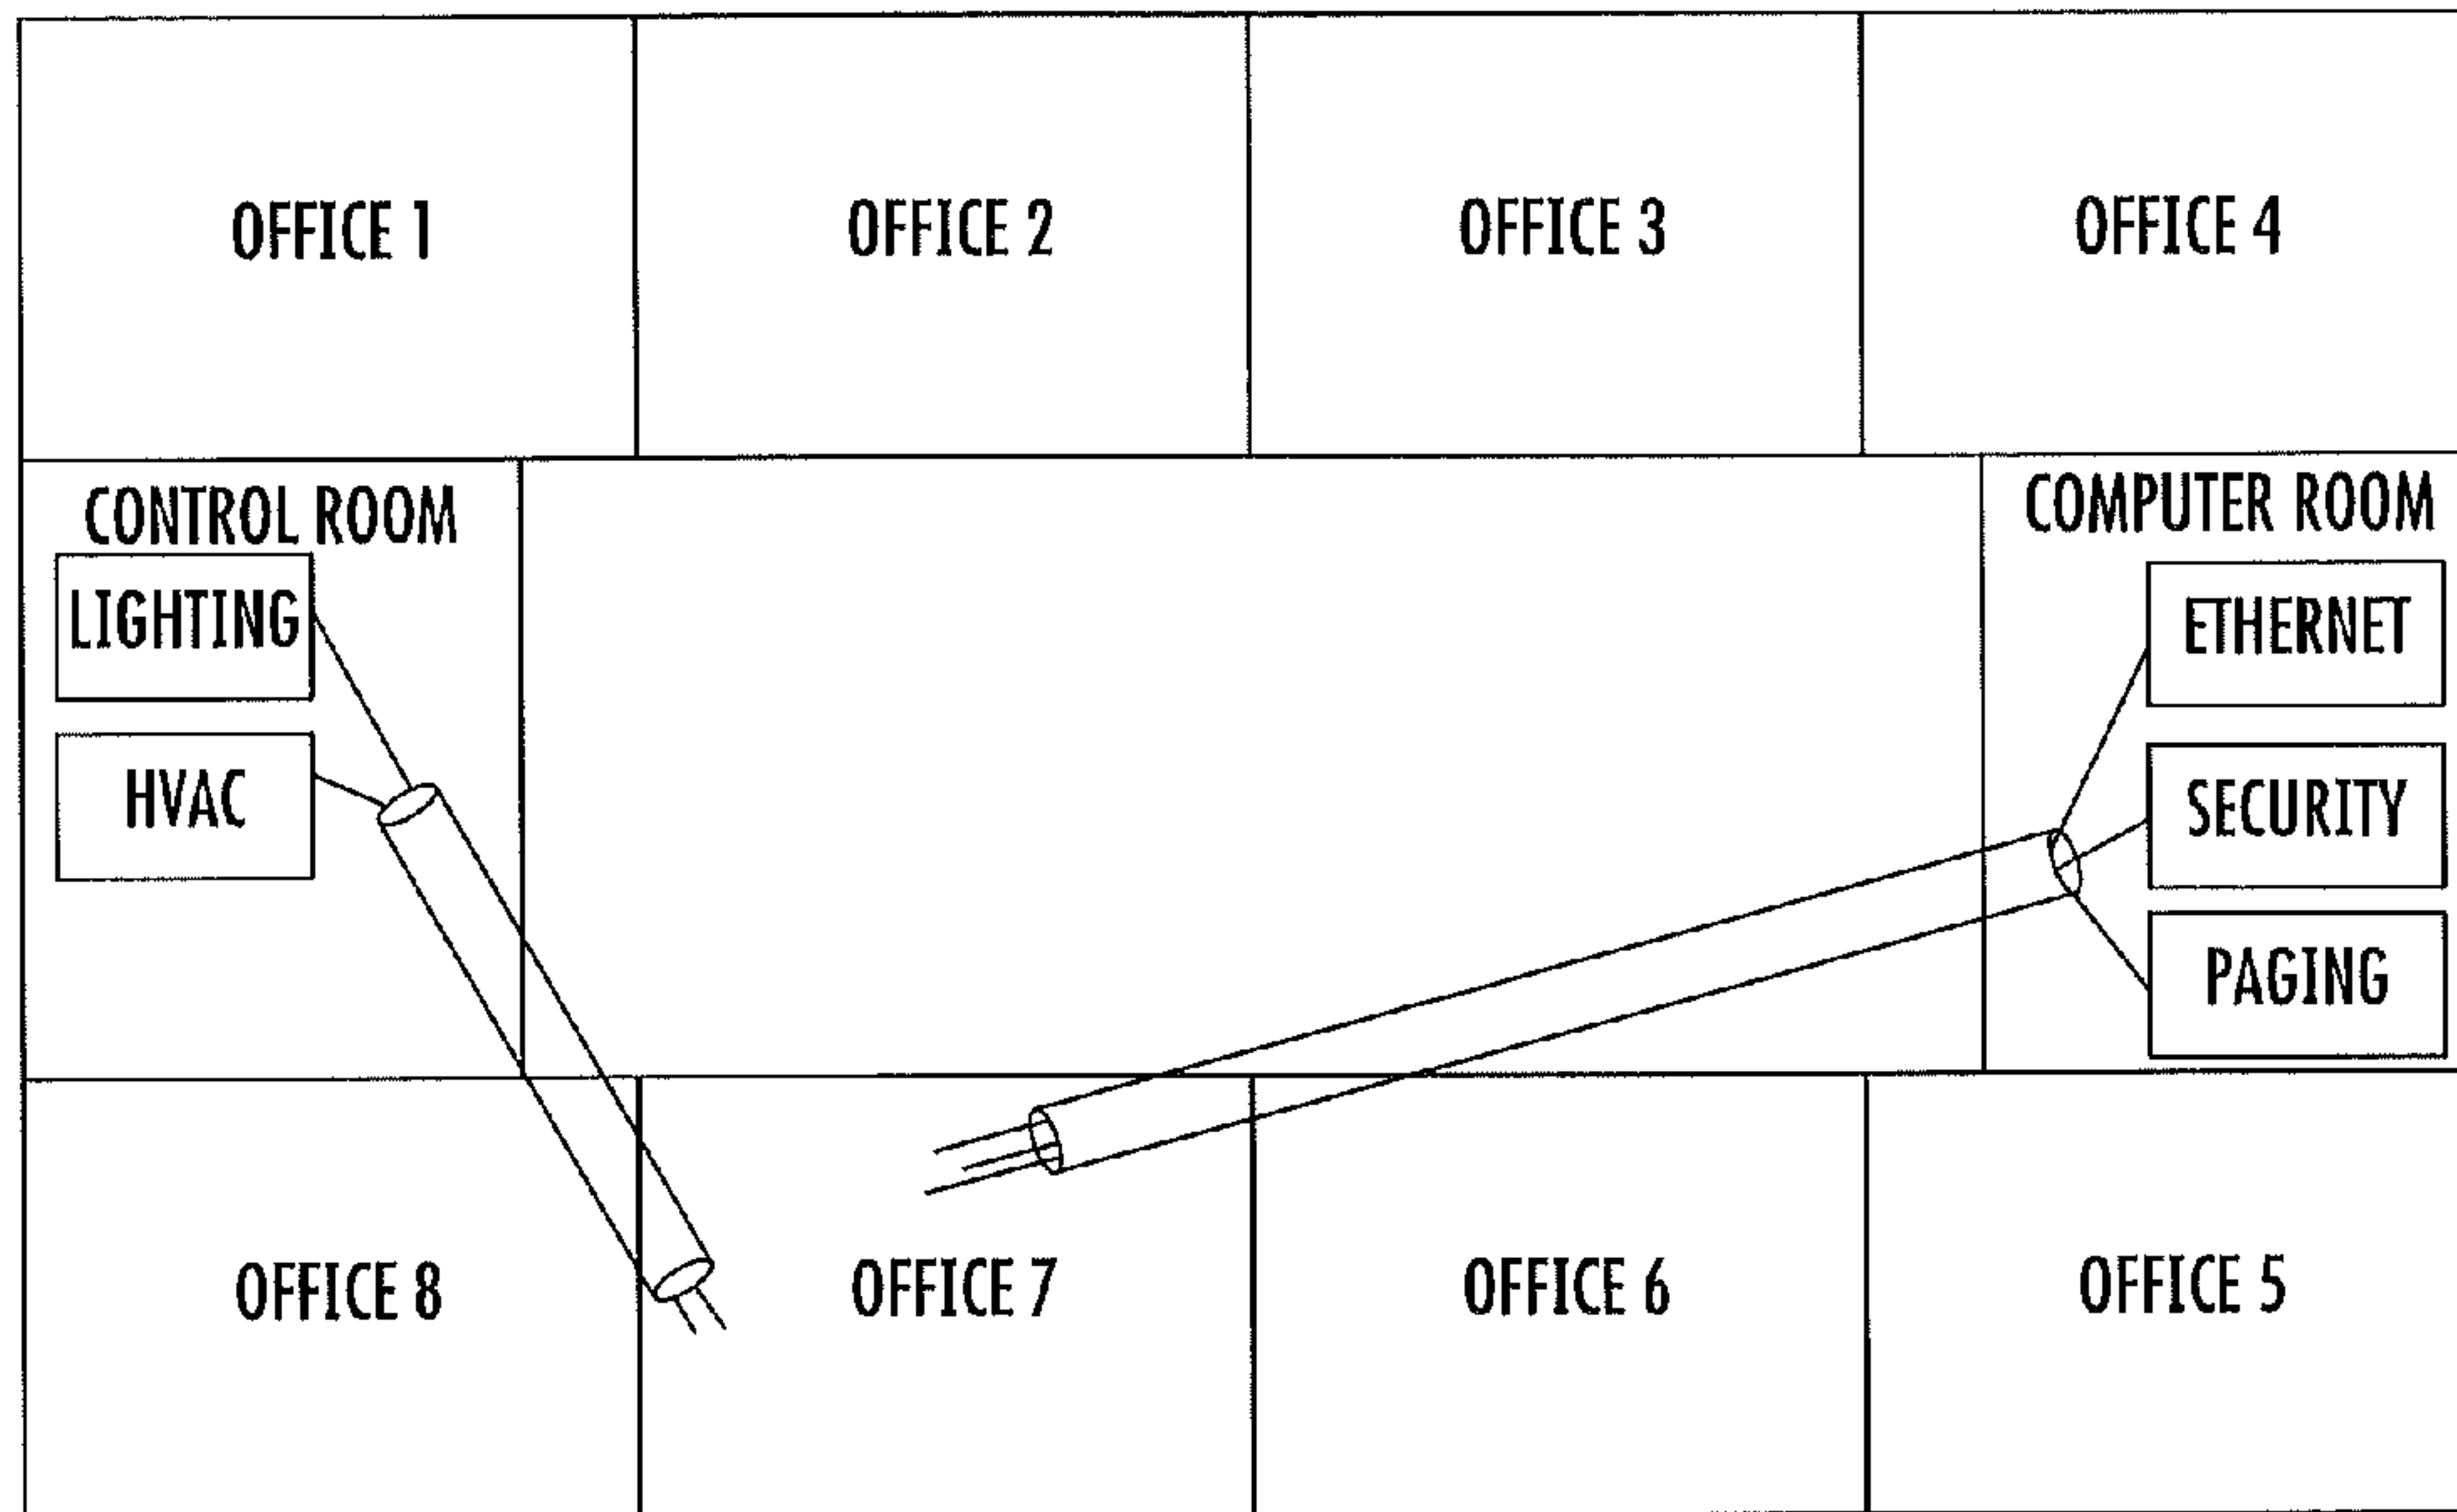 OFFICE 1
OFFICE 2
OFFICE 3
OFFICE 4
CONTROL ROOM
LIGHTING
HVAC
COMPUTER ROOM
ETHERNET
SECURITY
PAGING
OFFICE 8
OFFICE 7
OFFICE 6
OFFICE 5